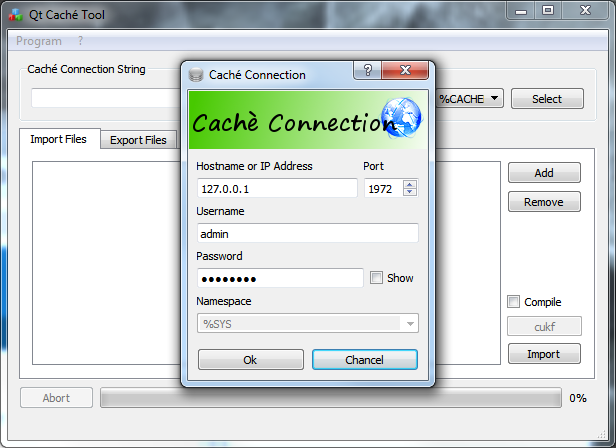 Qt Caché Tool
Program ?
Caché Connection String
%CACHE
Select
Import Files
Export Files
Add
Remove
Compile
cukf
Import
Abort
0%
Caché Connection
?
Cachè Connection
Hostname or IP Address Port
127.0.0.1 1972
Username
admin
Password
●●●●●●●● Show
Namespace
%SYS
Ok Chancel